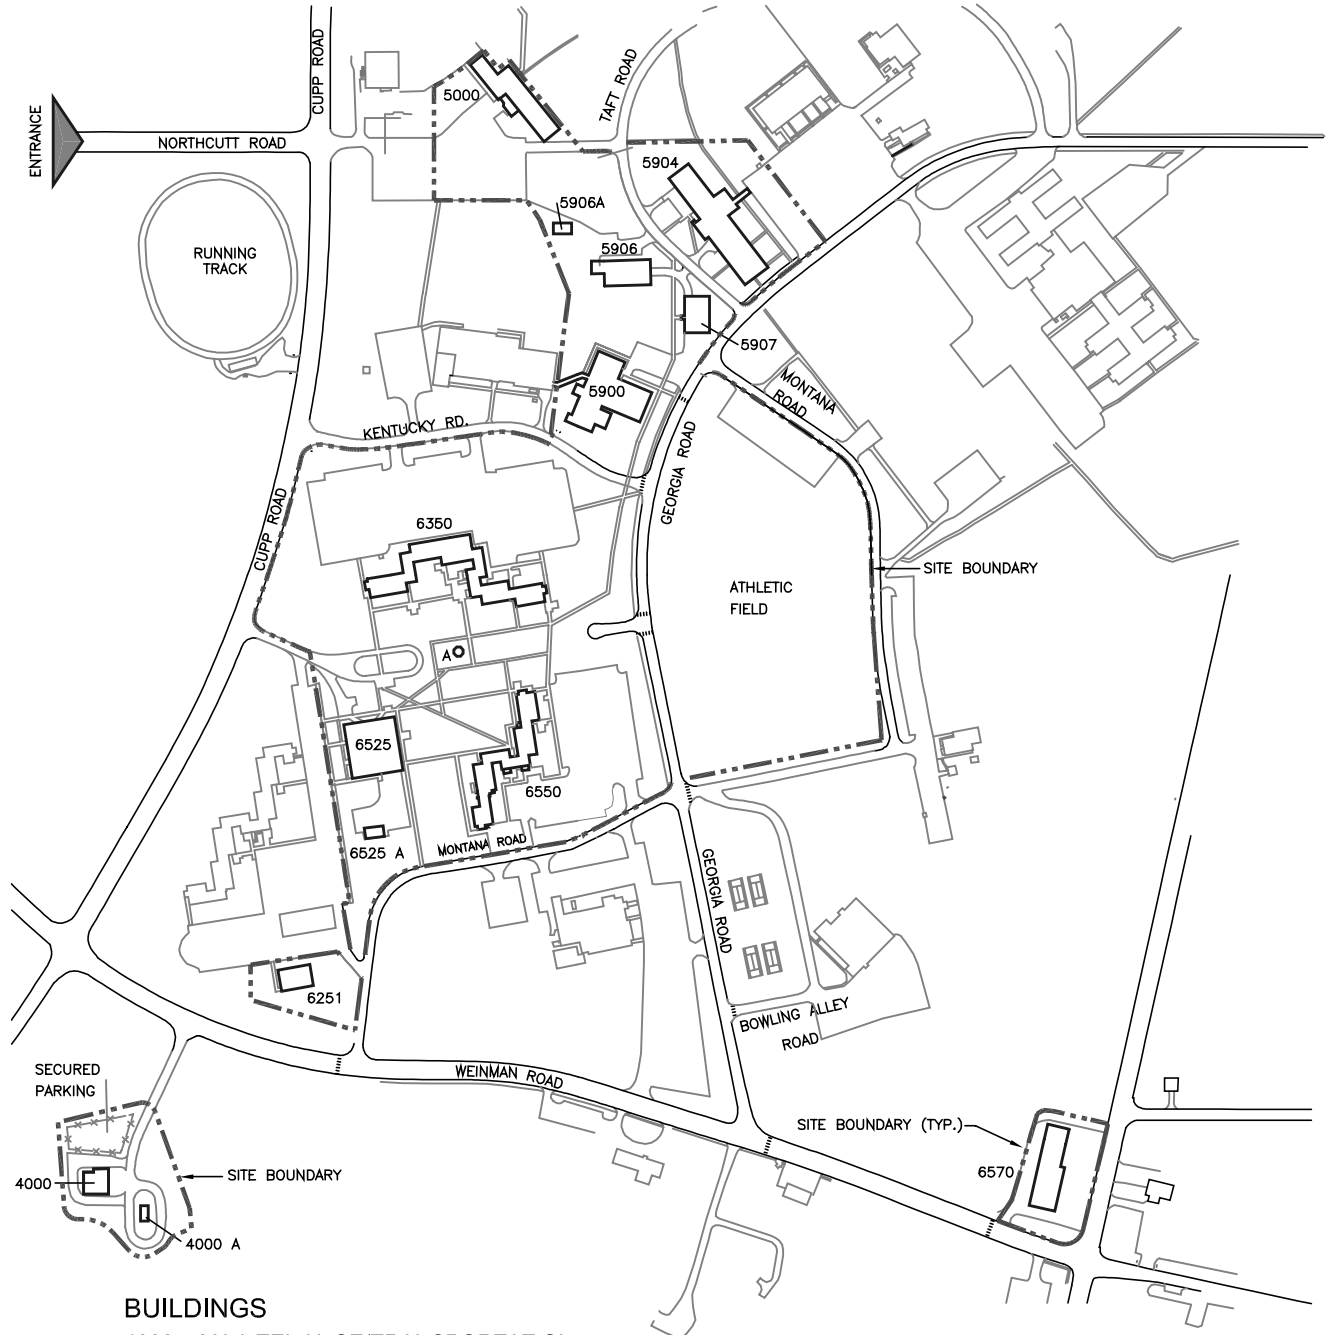 CUPP ROAD
ENTRANCE
NORTHCUTT ROAD
5000
TAFT ROAD
5904
5906A
RUNNING
TRACK
5906
5907
MONTANA
ROAD
5900
KENTUCKY RD.
GEORGIA ROAD
CUPP ROAD
6350
SITE BOUNDARY
ATHLETIC
FIELD
A
6525
6550
MONTANA ROAD
6525 A
GEORGIA ROAD
6251
BOWLING ALLEY
ROAD
SECURED
PARKING
WEINMAN ROAD
SITE BOUNDARY (TYP.)
6570
SITE BOUNDARY
4000
4000 A
BUILDINGS